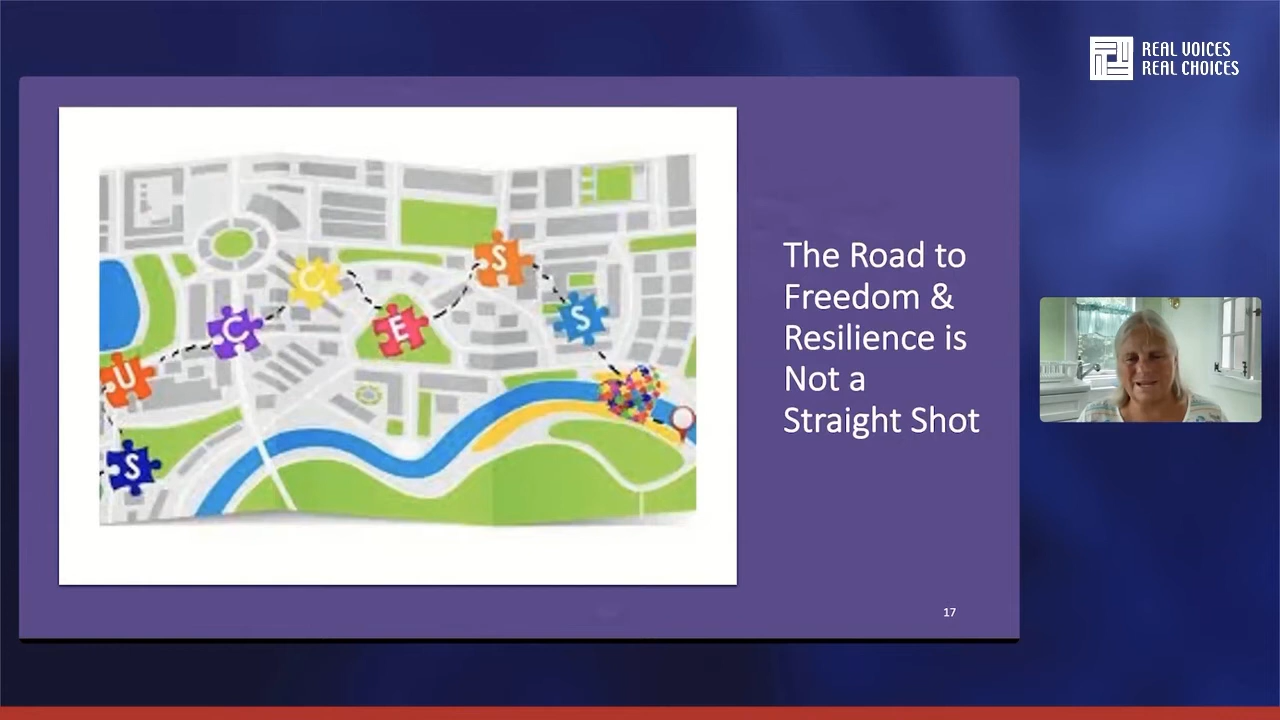 REAL VOICES
REAL CHOICES
S
U
C
C
E
S
S
The Road to
Freedom &
Resilience is
Not a
Straight Shot
17